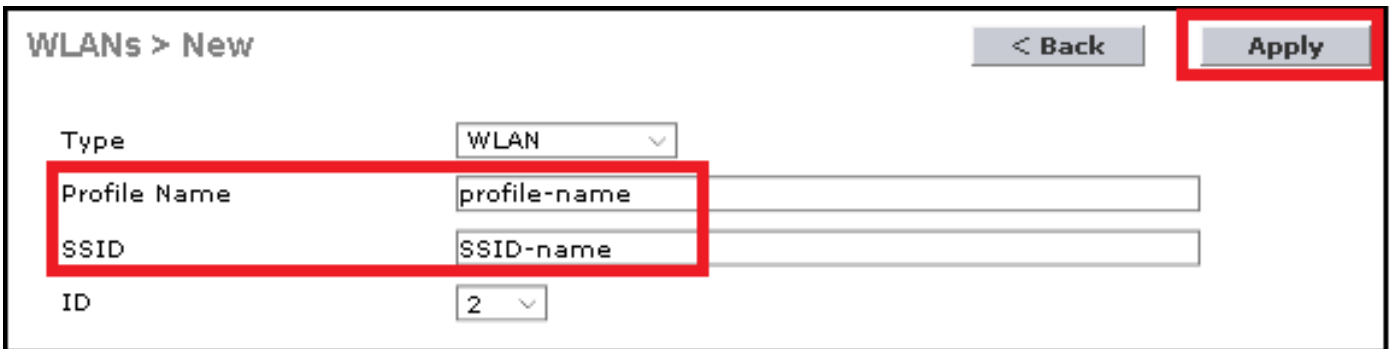 WLANs > New < Back Apply
Type WLAN
Profile Name profile-name
SSID SSID-name
ID 2